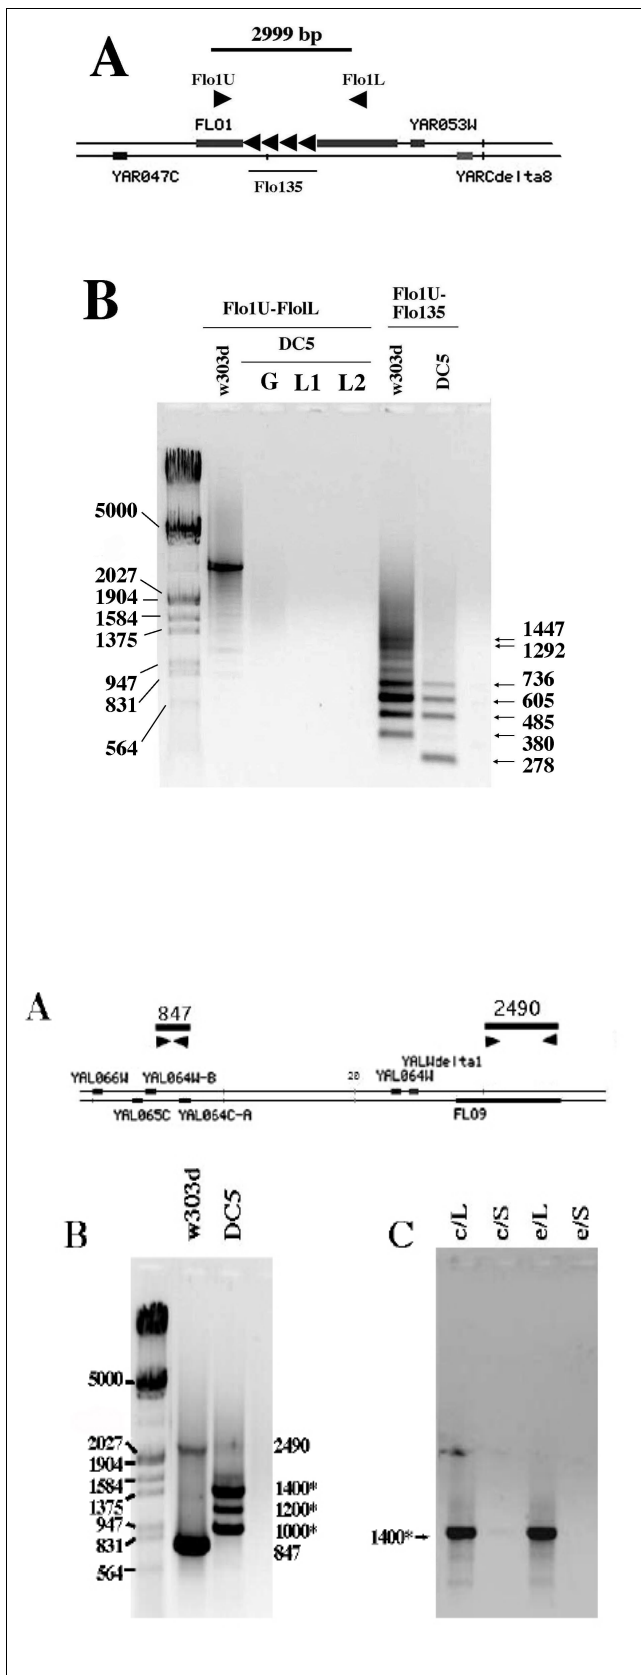 A
2999 bp
Flo1U Flo1L
FLO1 YAR053W
YAR047C Flo135 YARCdelta8
B
Flo1U-FlolL Flo1U-
Flo135
DC5
w303d G L1 L2 w303d DC5
5000
2027
1904
1584
1375
947
831
564
1447
1292
736
605
485
380
278
A
847 2490
YALWdelta1
YAL066W YAL064W-B 20 YAL064W
YAL065C YAL064C-A FLO9
B
w303d DC5
5000
2027
1904
1584
1375
947
831
564
2490
1400*
1200*
1000*
847
C
c/L c/S e/L e/S
1400*